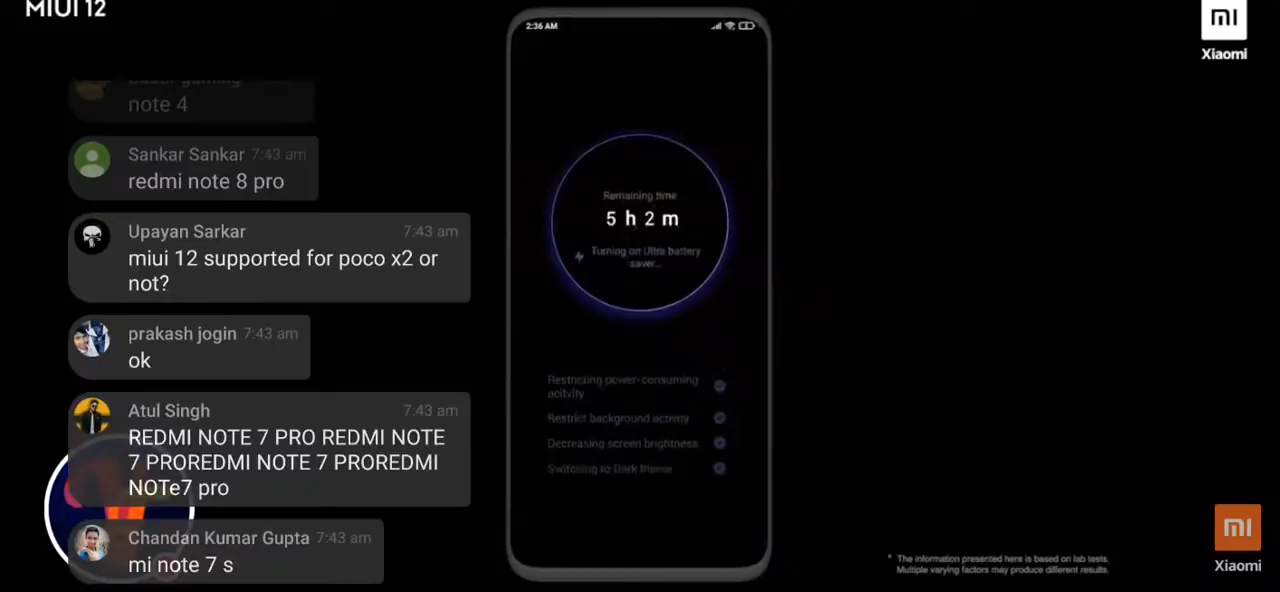 MIUI 12
note 4
Sankar Sankar 7:43 am
redmi note 8 pro
Upayan Sarkar 7:43 am
miui 12 supported for poco x2 or
not?
prakash jogin 7:43 am
ok
Atul Singh 7:43 am
REDMI NOTE 7 PRO REDMI NOTE
7 PROREDMI NOTE 7 PROREDMI
NOTe7 pro
Chandan Kumar Gupta 7:43 am
mi note 7 s
2:36 AM
Remaining time
5 h 2 m
Turning on Ultra battery
saver...
Restricting power-consuming
acitvity
Restrict background activity
Decreasing screen brightness
Switching to Dark theme
mi
Xiaomi
* The information presented here is based on lab tests.
Multiple varying factors may produce different results.
mi
Xiaomi